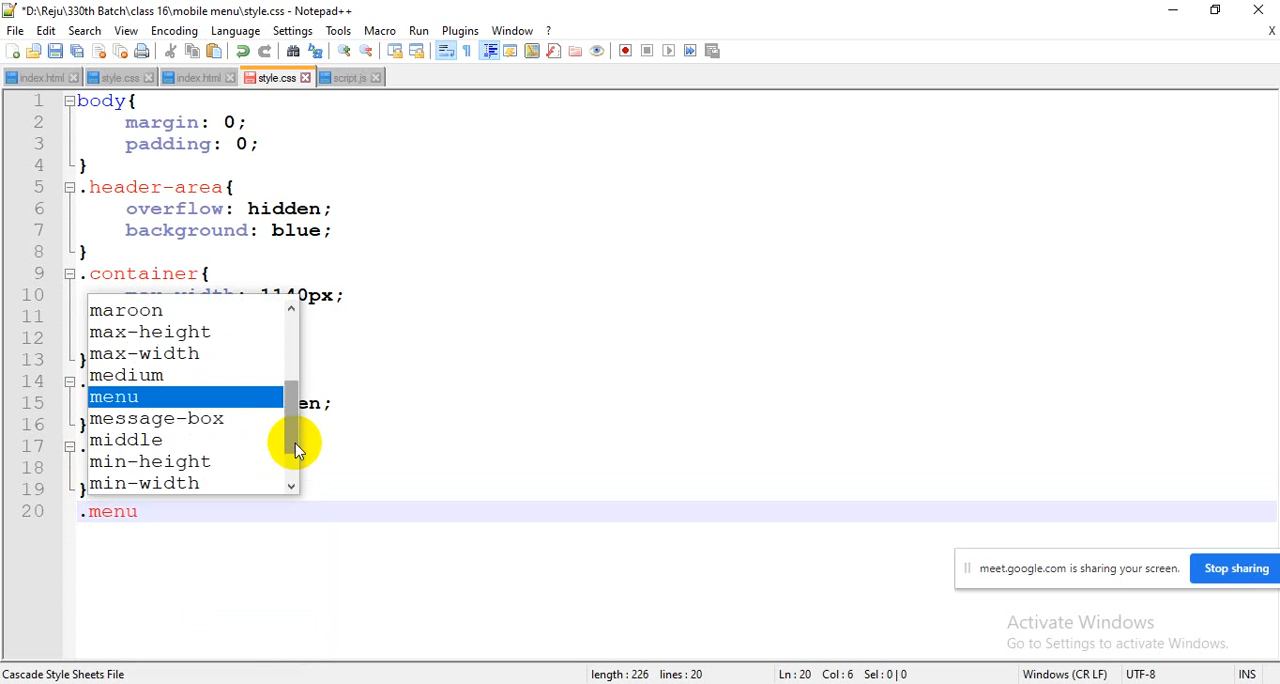 *D:\Reju\330th Batch\class 16\mobile menu\style.css - Notepad++
File Edit Search View Encoding Language Settings Tools Macro Run Plugins Window ? X
index.html style.css index.html style.css script.js
1 body{
2 margin: 0;
3 padding: 0;
4 }
5 .header-area{
6 overflow: hidden;
7 background: blue;
8 }
9 .container{
10 1140px;
11
12
13 }
14 .
15 en;
16 }
17 .
18
19 }
20 .menu
maroon
max-height
max-width
medium
menu
message-box
middle
min-height
min-width
meet.google.com is sharing your screen. Stop sharing
Activate Windows
Go to Settings to activate Windows.
Cascade Style Sheets File length : 226 lines : 20 Ln : 20 Col : 6 Sel : 0 | 0 Windows (CR LF) UTF-8 INS